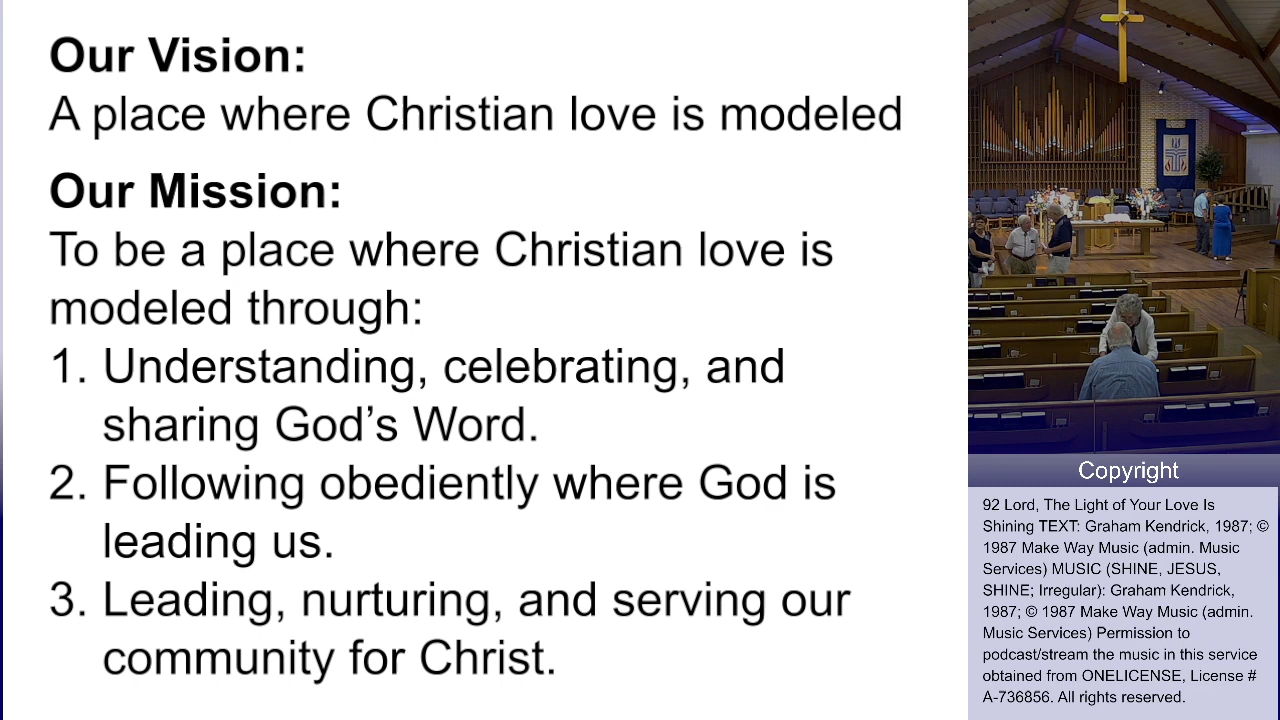 Our Vision:
A place where Christian love is modeled
Our Mission:
To be a place where Christian love is
modeled through:
1. Understanding, celebrating, and
sharing God’s Word.
2. Following obediently where God is
leading us.
3. Leading, nurturing, and serving our
community for Christ.
Copyright
92 Lord, The Light of Your Love Is
Shining TEXT: Graham Kendrick, 1987; ©
1987 Make Way Music (admin. Music
Services) MUSIC (SHINE, JESUS,
SHINE; Irregular): Graham Kendrick,
1987; © 1987 Make Way Music (admin.
Music Services) Permission to
podcast/stream the music in this service
obtained from ONELICENSE, License #
A-736856. All rights reserved.